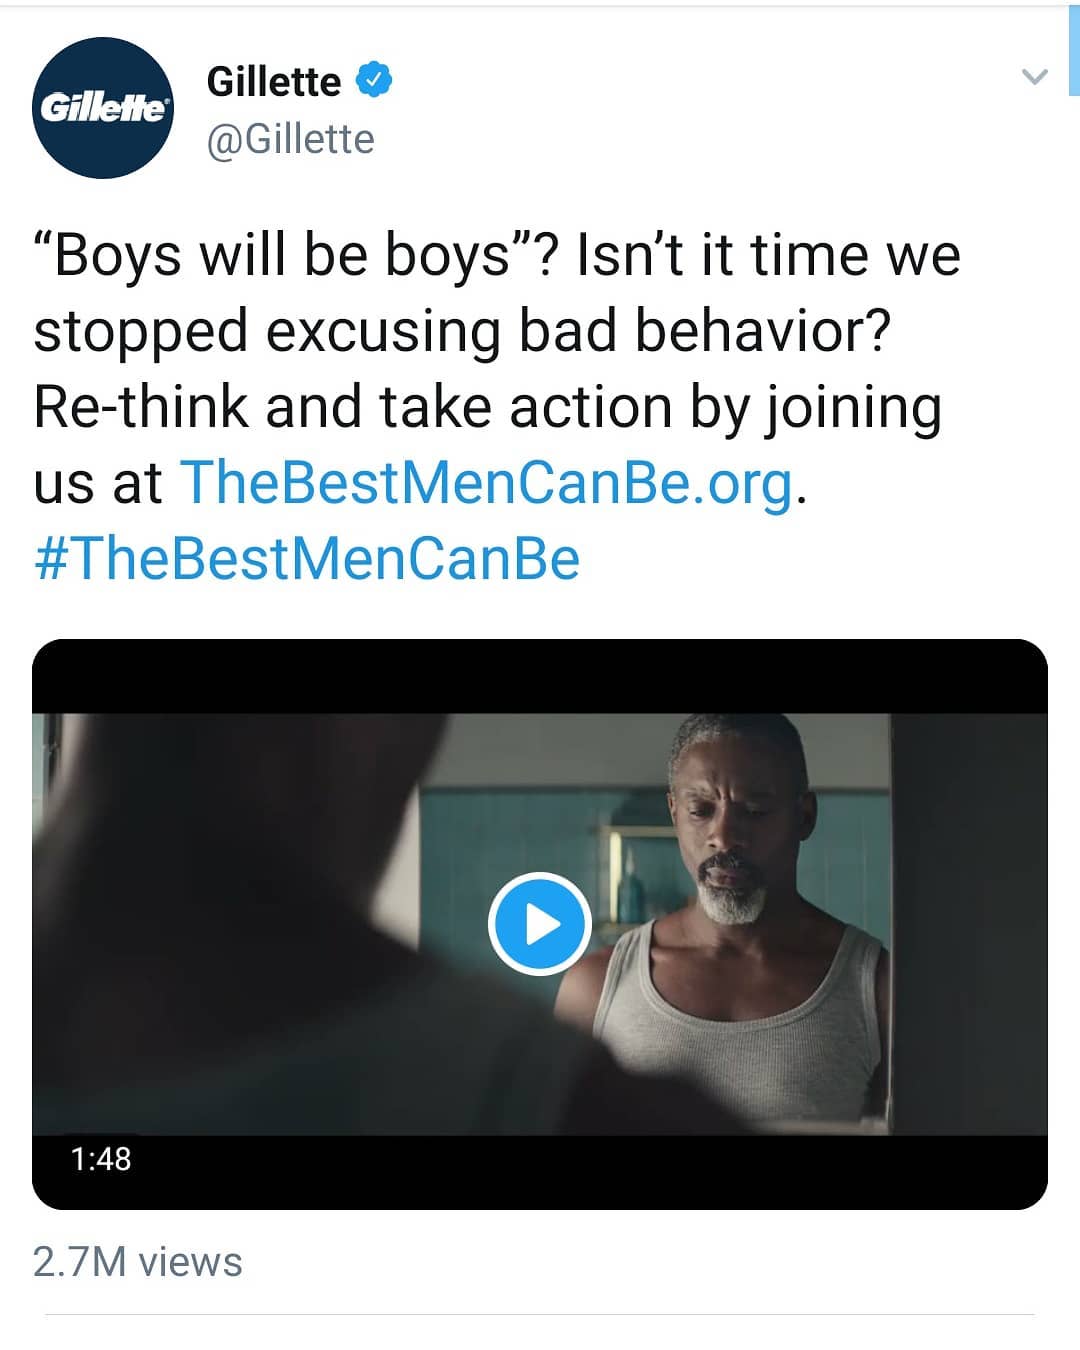 Gillette
Gillette
@Gillette
“Boys will be boys”? Isn’t it time we
stopped excusing bad behavior?
Re-think and take action by joining
us at TheBestMenCanBe.org.
#TheBestMenCanBe
1:48
2.7M views